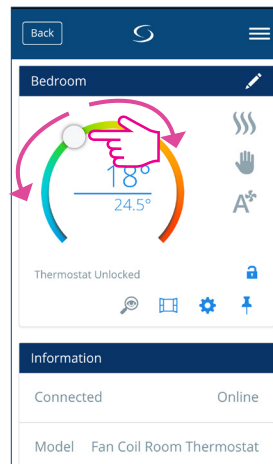 Back
Bedroom
18°
24.5°
A
Thermostat Unlocked
Information
Connected Online
Model Fan Coil Room Thermostat